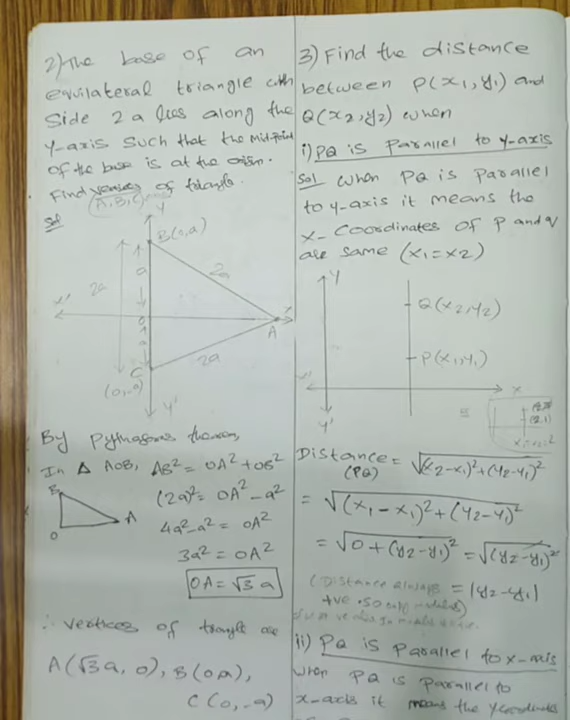 2) The base of an
equilateral triangle with
side 2a lies along the
y-axis such that the mid point
of the base is at the origin.
Find vertices of triangle.
(A, B, C)
Sol
Y
B(0,a)
2a
a
2a
x'
0
x
A
a
2a
C
(0,-a)
Y'
By Pythagoras theorem,
In Δ AOB, AB² = OA² + OB²
(2a)² = OA² - a²
4a² - a² = OA²
3a² = OA²
OA = √3 a
B
O
A
∴ vertices of triangle are
A(√3a, 0), B(0,a),
C(0,-a)
3) Find the distance
between P(x₁, y₁) and
Q(x₂, y₂) when
i) PQ is Parallel to y-axis
Sol when PQ is Parallel
to y-axis it means the
x-Coordinates of P and Q
are same (x₁ = x₂)
Y
Q(x₂, y₂)
P(x₁, y₁)
x'
x
Y'
Distance = √(x₂-x₁)²+(y₂-y₁)²
(PQ)
= √(x₁-x₁)²+(y₂-y₁)²
= √0+(y₂-y₁)² = √(y₂-y₁)²
(Distance always = |y₂-y₁|
+ve. so
ii) PQ is Parallel to x-axis
when PQ is Parallel to
x-axis it means the y coordinates